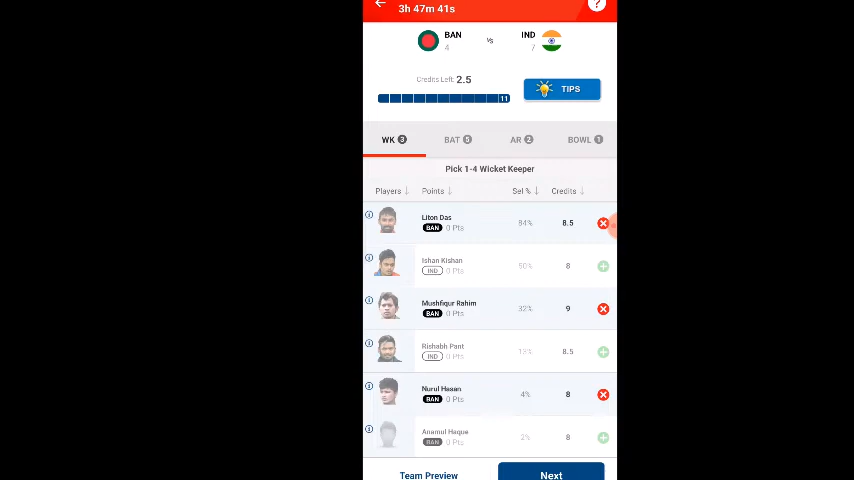 3h 47m 41s
?
BAN vs IND
4 7
Credits Left: 2.5
11
TIPS
WK 3 BAT 5 AR 2 BOWL 1
Pick 1-4 Wicket Keeper
Players Points Sel % Credits
Liton Das
BAN 0 Pts 84% 8.5
Ishan Kishan
IND 0 Pts 50% 8
Mushfiqur Rahim
BAN 0 Pts 32% 9
Rishabh Pant
IND 0 Pts 13% 8.5
Nurul Hasan
BAN 0 Pts 4% 8
Anamul Haque
BAN 0 Pts 2% 8
Team Preview Next